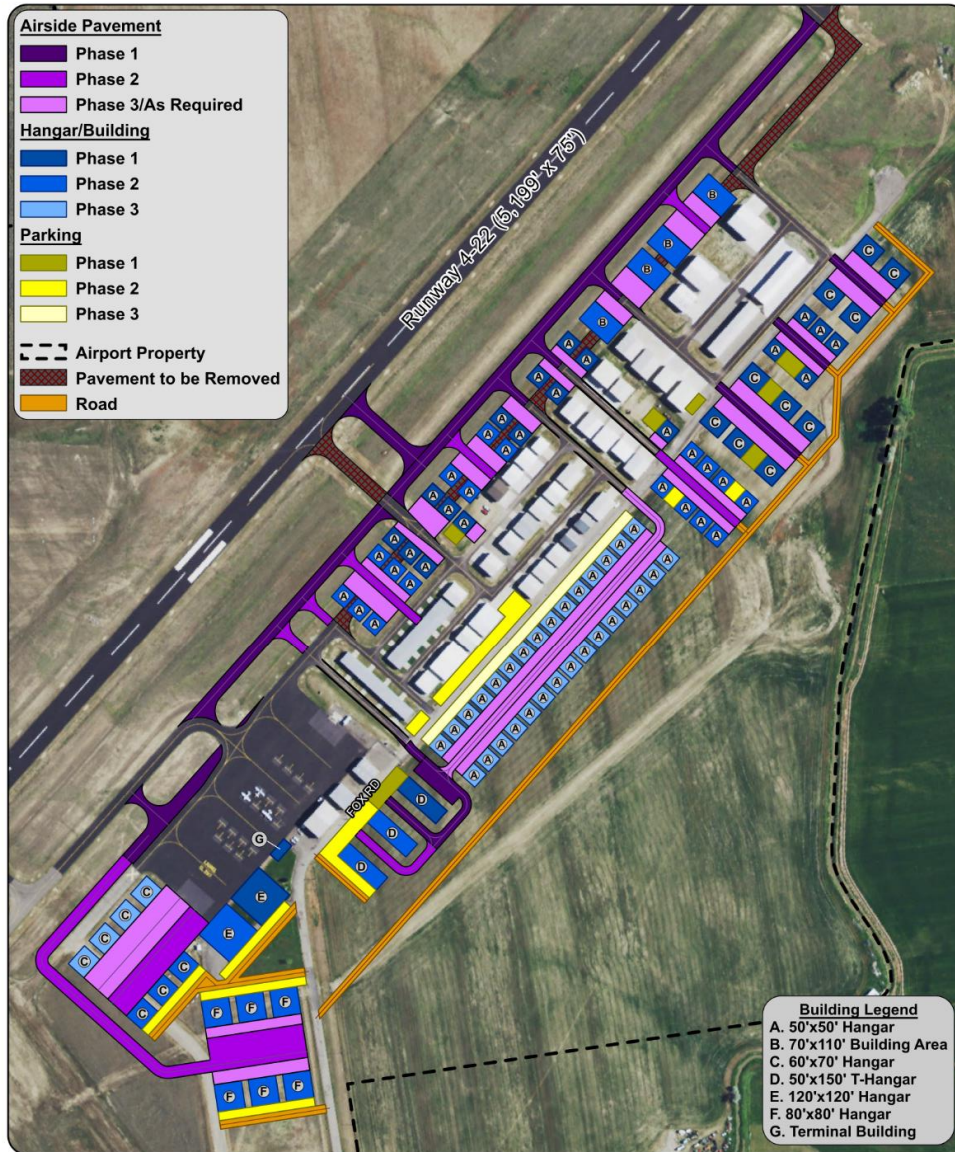 Airside Pavement
Phase 1
Phase 2
Phase 3/As Required
Hangar/Building
Phase 1
Phase 2
Phase 3
Parking
Phase 1
Phase 2
Phase 3
Airport Property
Pavement to be Removed
Road
Runway 4-22 (5,199' x 75')
FOX RD
G
Building Legend
A. 50'x50' Hangar
B. 70'x110' Building Area
C. 60'x70' Hangar
D. 50'x150' T-Hangar
E. 120'x120' Hangar
F. 80'x80' Hangar
G. Terminal Building